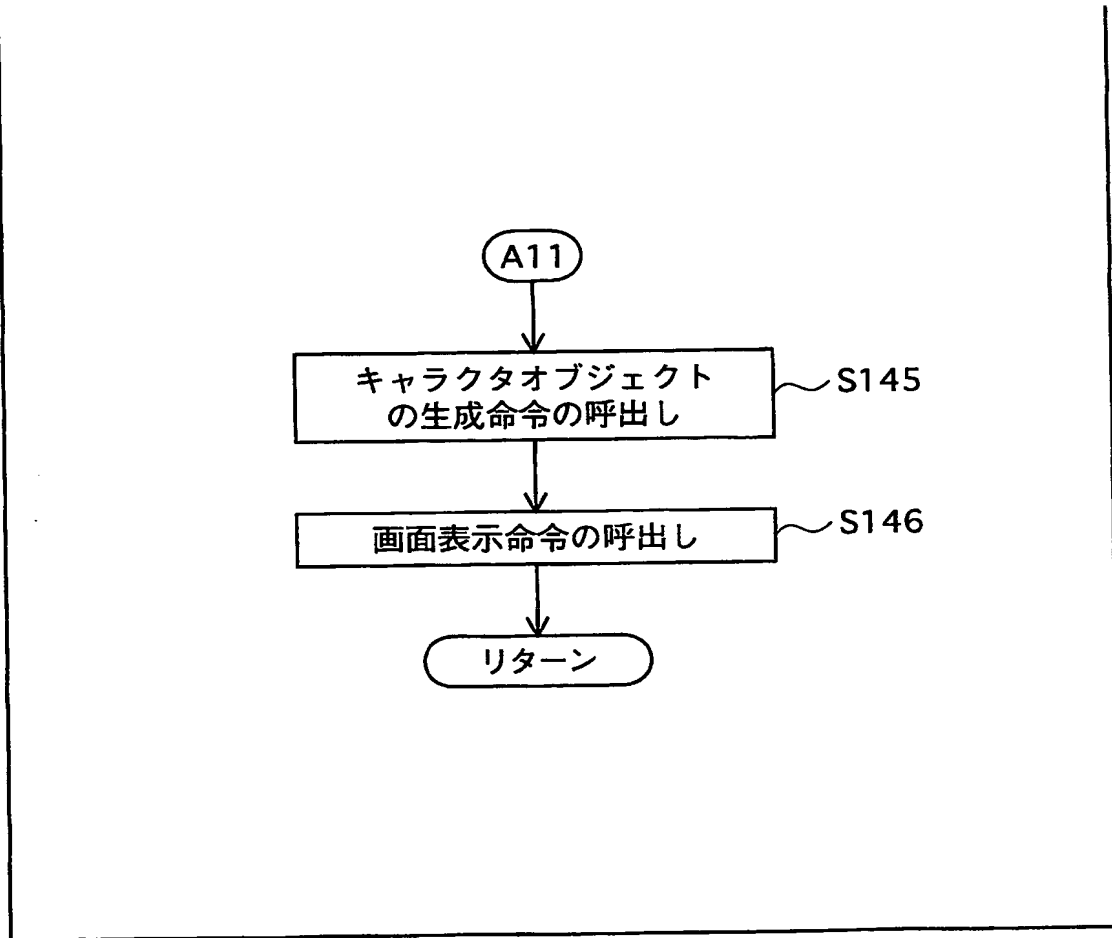 A11
キャラクタオブジェクト
の生成命令の呼出し
S145
画面表示命令の呼出し
S146
リターン